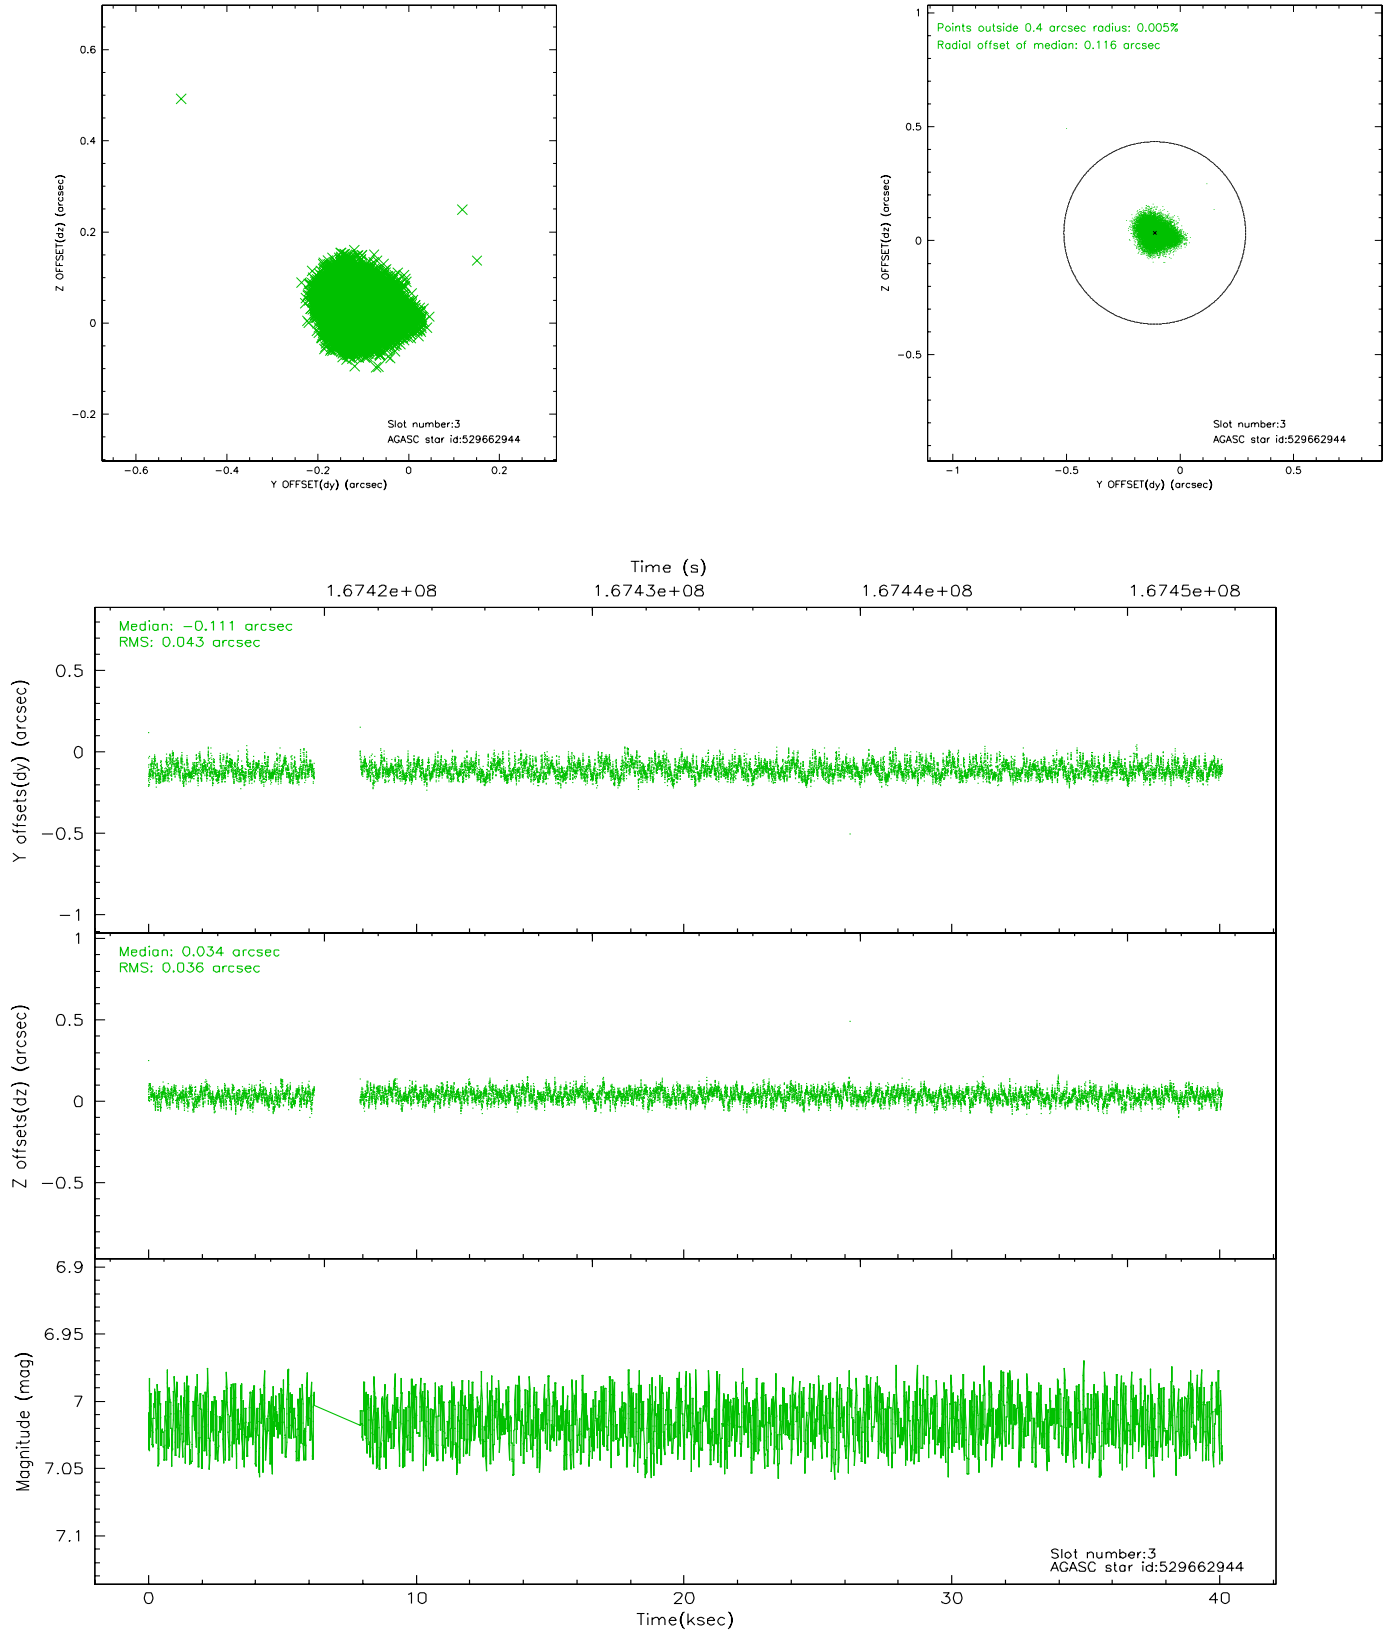 0.6
0.4
0.2
0
−0.2
Z OFFSET(dz) (arcsec)
Slot number:3
AGASC star id:529662944
−0.6 −0.4 −0.2 0 0.2
Y OFFSET(dy) (arcsec)
Points outside 0.4 arcsec radius: 0.005%
Radial offset of median: 0.116 arcsec
1
0.5
0
−0.5
Z OFFSET(dz) (arcsec)
Slot number:3
AGASC star id:529662944
−1 −0.5 0 0.5
Y OFFSET(dy) (arcsec)
Time (s)
1.6742e+08 1.6743e+08 1.6744e+08 1.6745e+08
Median: −0.111 arcsec
RMS: 0.043 arcsec
0.5
0
−0.5
−1
Y offsets(dy) (arcsec)
Median: 0.034 arcsec
RMS: 0.036 arcsec
1
0.5
0
−0.5
Z offsets(dz) (arcsec)
6.9
6.95
7
7.05
7.1
Magnitude (mag)
Slot number:3
AGASC star id:529662944
0 10 20 30 40
Time(ksec)